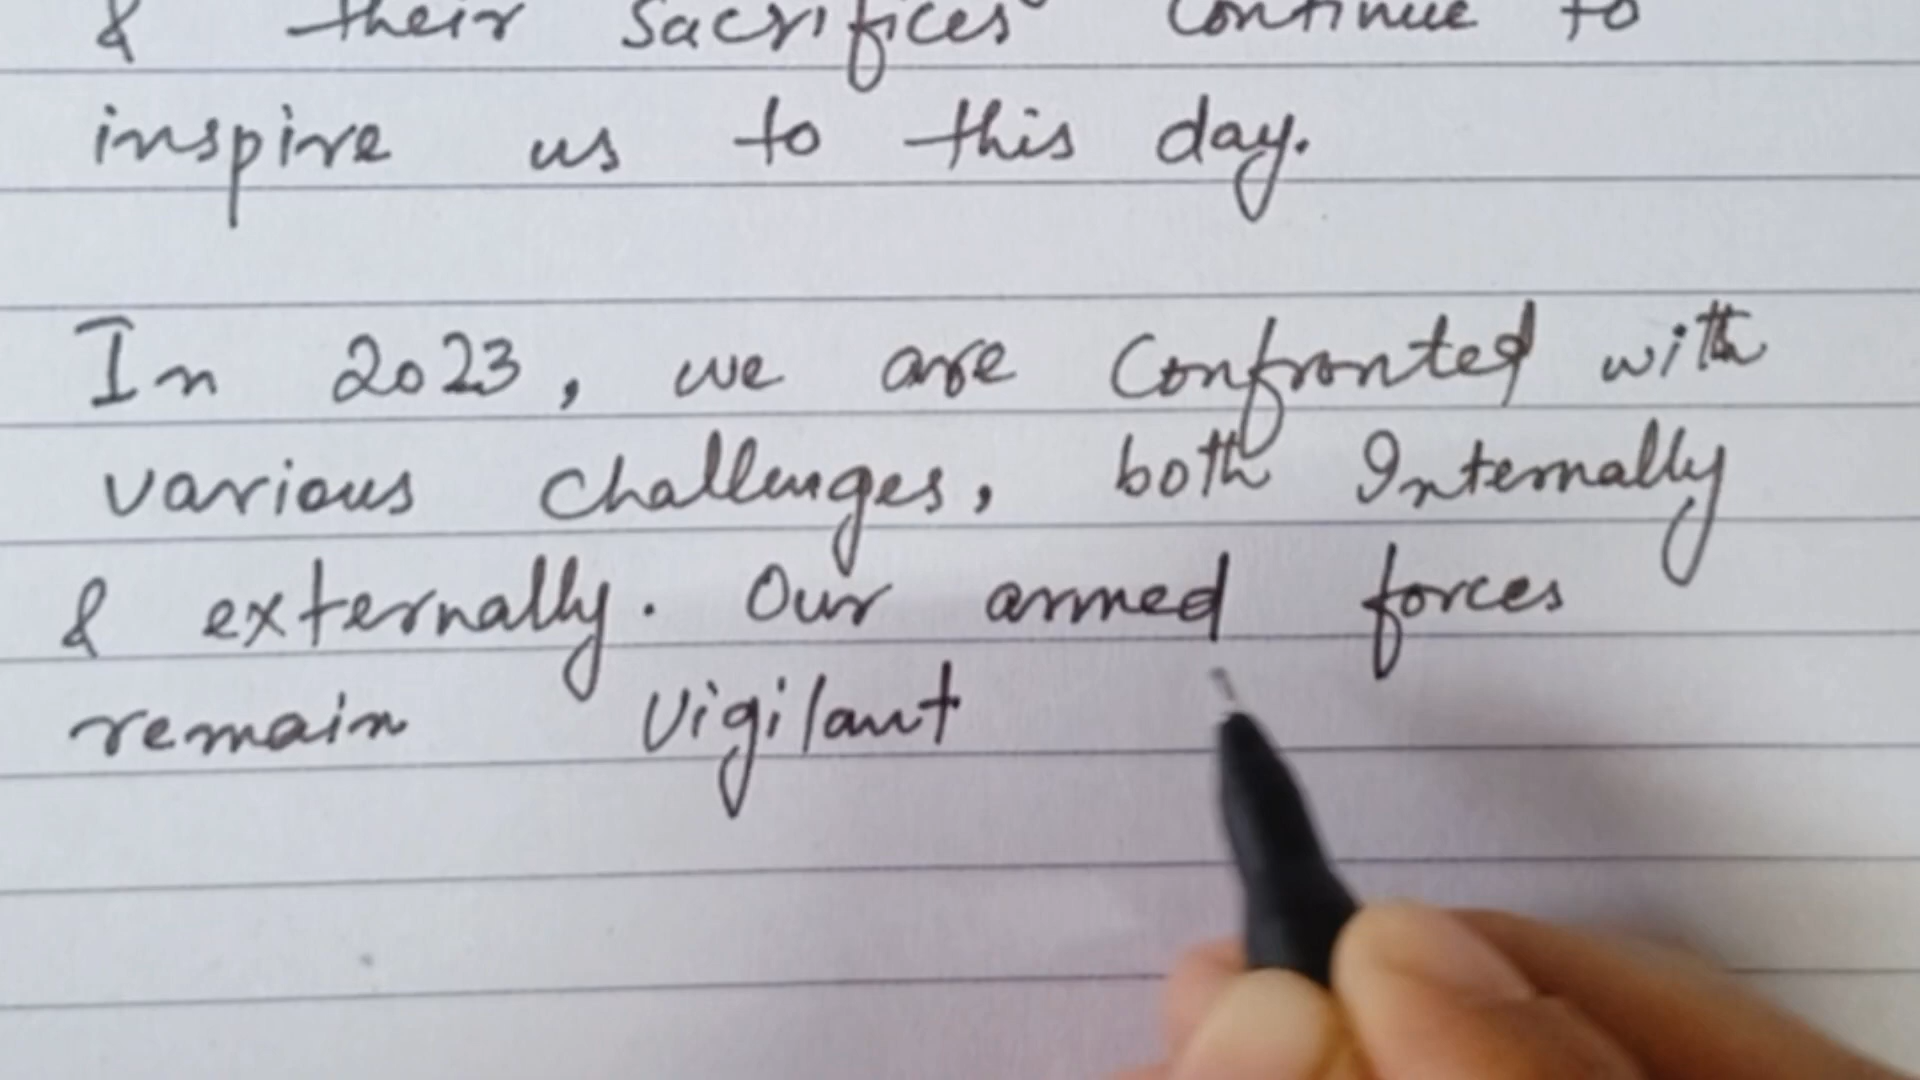 & their sacrifices continue to
inspire us to this day.
In 2023, we are Confronted with
various challenges, both Internally
& externally. Our armed forces
remain Vigilant